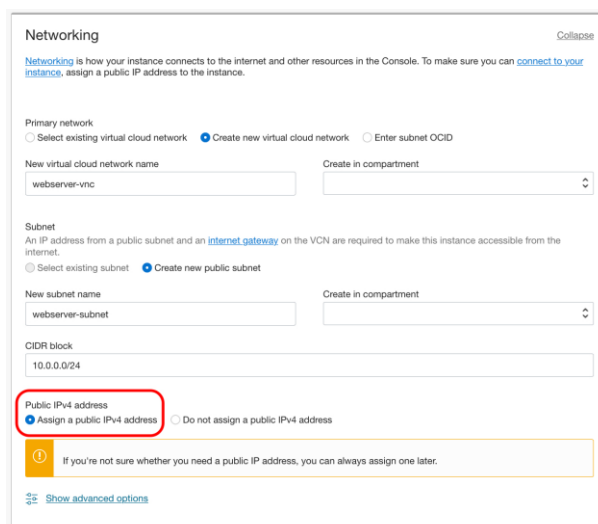 Networking
Collapse
Networking is how your instance connects to the internet and other resources in the Console. To make sure you can connect to your
instance, assign a public IP address to the instance.
Primary network
Select existing virtual cloud network Create new virtual cloud network Enter subnet OCID
New virtual cloud network name
Create in compartment
webserver-vnc
Subnet
An IP address from a public subnet and an internet gateway on the VCN are required to make this instance accessible from the
internet.
Select existing subnet Create new public subnet
New subnet name
Create in compartment
webserver-subnet
CIDR block
10.0.0.0/24
Public IPv4 address
Assign a public IPv4 address Do not assign a public IPv4 address
If you're not sure whether you need a public IP address, you can always assign one later.
Show advanced options